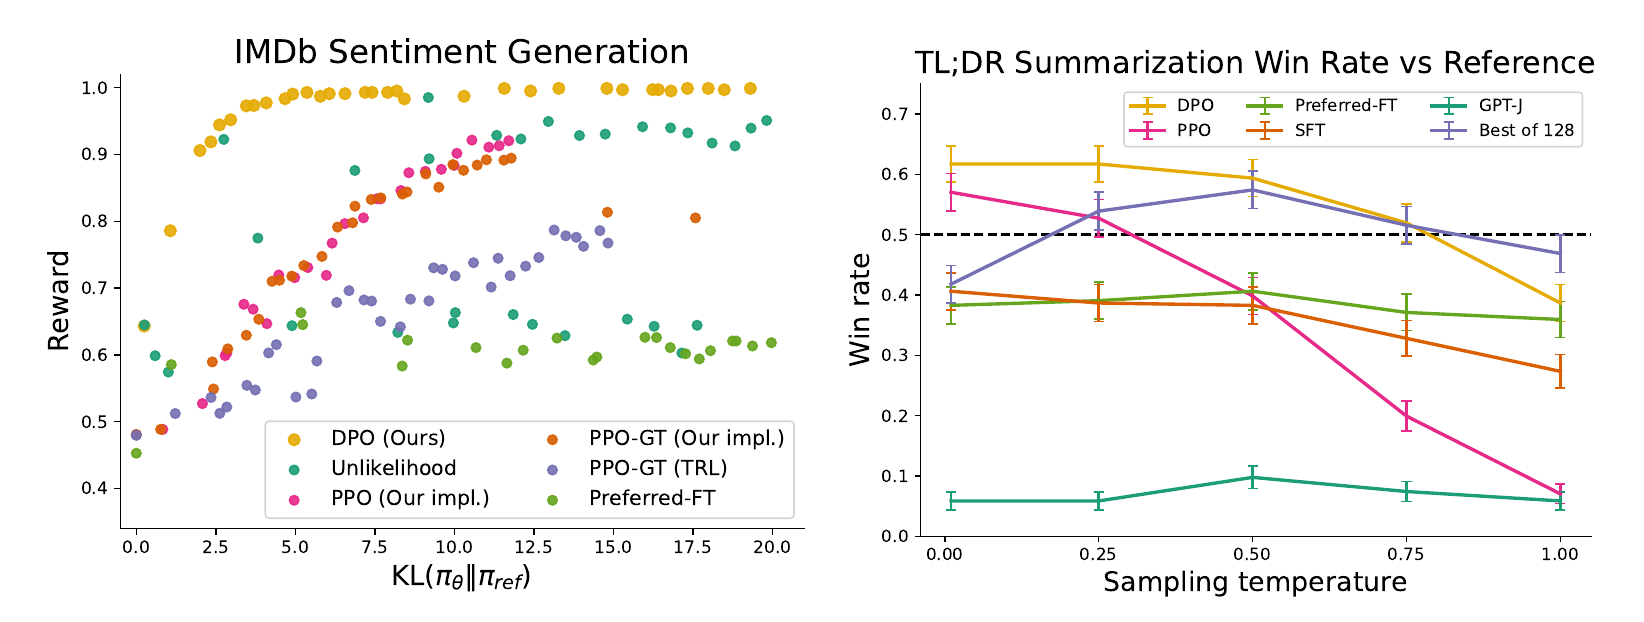 IMDb Sentiment Generation
1.0
0.9
0.8
0.7
0.6
0.5
0.4
Reward
0.0 2.5 5.0 7.5 10.0 12.5 15.0 17.5 20.0
KL(πθ‖πref)
DPO (Ours)
Unlikelihood
PPO (Our impl.)
PPO-GT (Our impl.)
PPO-GT (TRL)
Preferred-FT
TL;DR Summarization Win Rate vs Reference
0.7
0.6
0.5
0.4
0.3
0.2
0.1
0.0
Win rate
0.00 0.25 0.50 0.75 1.00
Sampling temperature
DPO
PPO
Preferred-FT
SFT
GPT-J
Best of 128